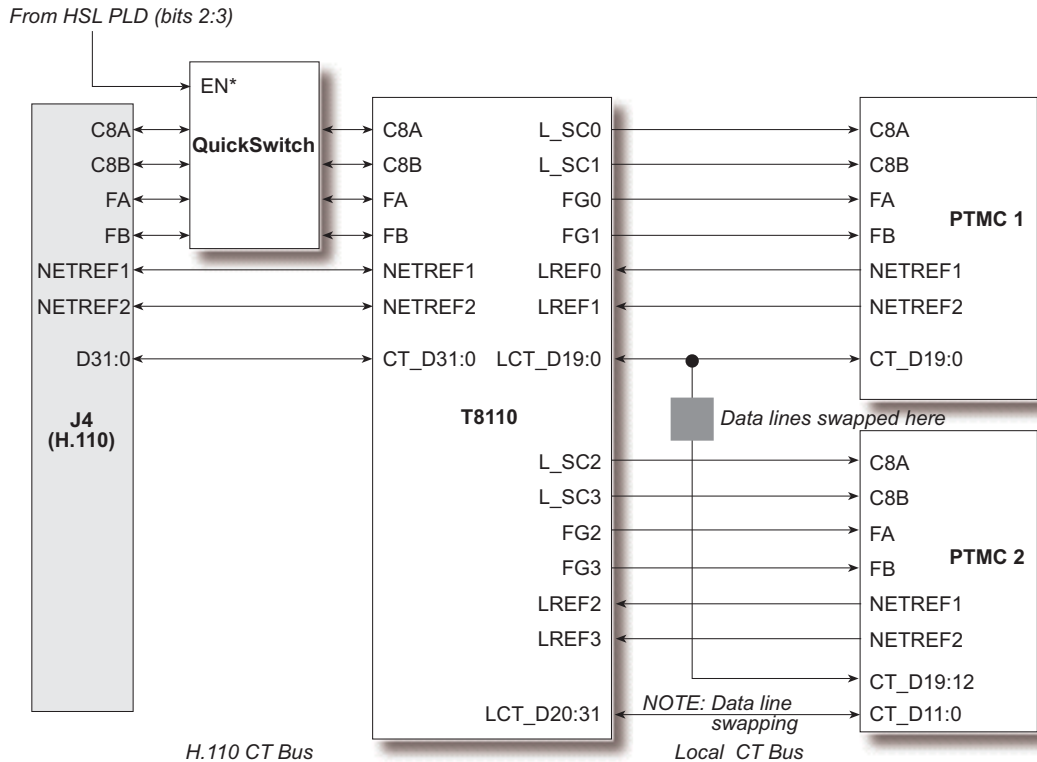 From HSL PLD (bits 2:3)
EN*
QuickSwitch
C8A
C8B
FA
FB
NETREF1
NETREF2
D31:0
J4
(H.110)
C8A
C8B
FA
FB
NETREF1
NETREF2
CT_D31:0
T8110
L_SC0
L_SC1
FG0
FG1
LREF0
LREF1
LCT_D19:0
L_SC2
L_SC3
FG2
FG3
LREF2
LREF3
LCT_D20:31
C8A
C8B
FA
FB
NETREF1
NETREF2
CT_D19:0
PTMC 1
Data lines swapped here
C8A
C8B
FA
FB
NETREF1
NETREF2
CT_D19:12
CT_D11:0
PTMC 2
NOTE: Data line
swapping
H.110 CT Bus
Local CT Bus